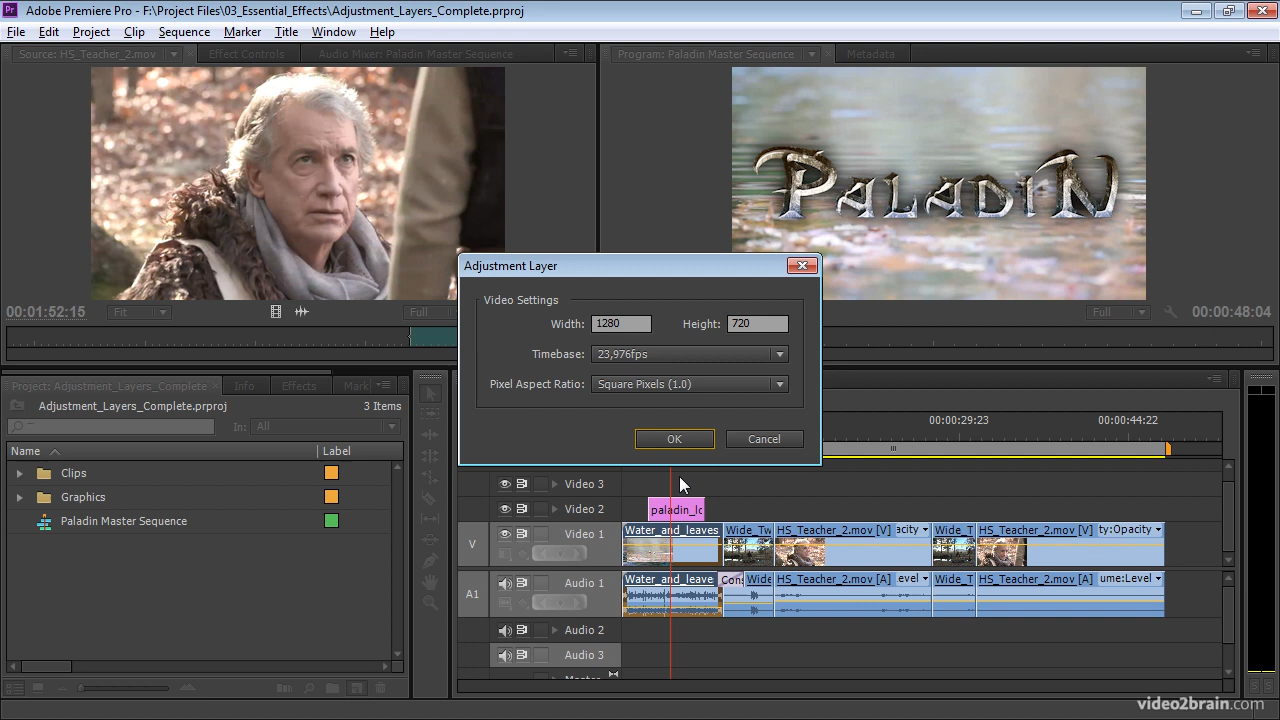 Adobe Premiere Pro - F:\Project Files\03_Essential_Effects\Adjustment_Layers_Complete.prproj
File Edit Project Clip Sequence Marker Title Window Help
Source: HS_Teacher_2.mov Effect Controls Audio Mixer: Paladin Master Sequence Program: Paladin Master Sequence Metadata
PALADIN
Adjustment Layer
Video Settings
Width: 1280 Height: 720
Timebase: 23,976fps
Pixel Aspect Ratio: Square Pixels (1.0)
OK Cancel
00:01:52:15 Fit Full Full 00:00:48:04
Project: Adjustment_Layers_Complete Info Effects Mark
Adjustment_Layers_Complete.prproj 3 Items
In: All
Name Label
Clips
Graphics
Paladin Master Sequence
00:00:29:23 00:00:44:22
Video 3
Video 2 paladin_lo
V Video 1 Water_and_leaves Wide_Tw HS_Teacher_2.mov [V] acity Wide_T HS_Teacher_2.mov [V] ty:Opacity
A1 Audio 1 Water_and_leave Con: Wide HS_Teacher_2.mov [A] evel Wide_T HS_Teacher_2.mov [A] ume:Level
Audio 2
Audio 3
S S
video2brain.com